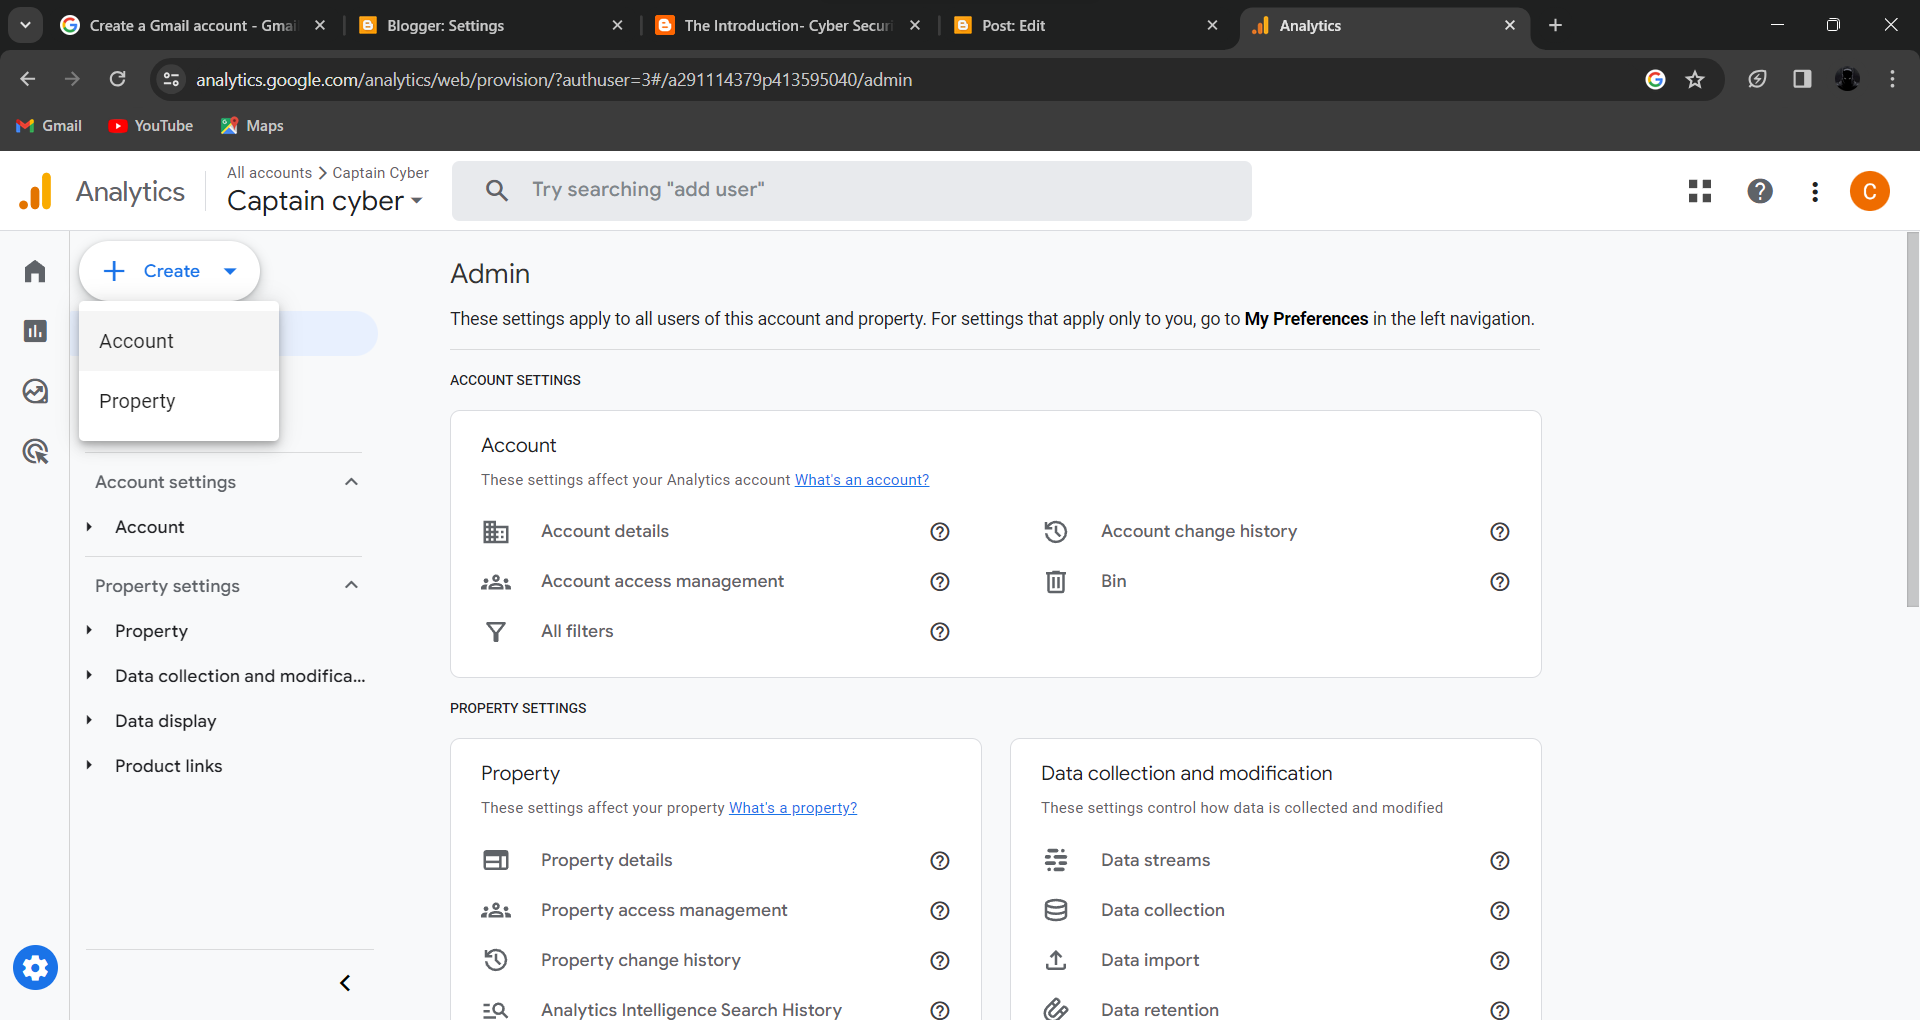 Create a Gmail account - Gmai
Blogger: Settings
The Introduction- Cyber Securi
Post: Edit
Analytics
analytics.google.com/analytics/web/provision/?authuser=3#/a291114379p413595040/admin
Gmail
YouTube
Maps
Analytics
All accounts > Captain Cyber
Captain cyber
Try searching "add user"
C
Create
Account
Property
Account settings
Account
Property settings
Property
Data collection and modifica...
Data display
Product links
Admin
These settings apply to all users of this account and property. For settings that apply only to you, go to My Preferences in the left navigation.
ACCOUNT SETTINGS
Account
These settings affect your Analytics account What's an account?
Account details
Account change history
Account access management
Bin
All filters
PROPERTY SETTINGS
Property
These settings affect your property What's a property?
Property details
Property access management
Property change history
Analytics Intelligence Search History
Data collection and modification
These settings control how data is collected and modified
Data streams
Data collection
Data import
Data retention